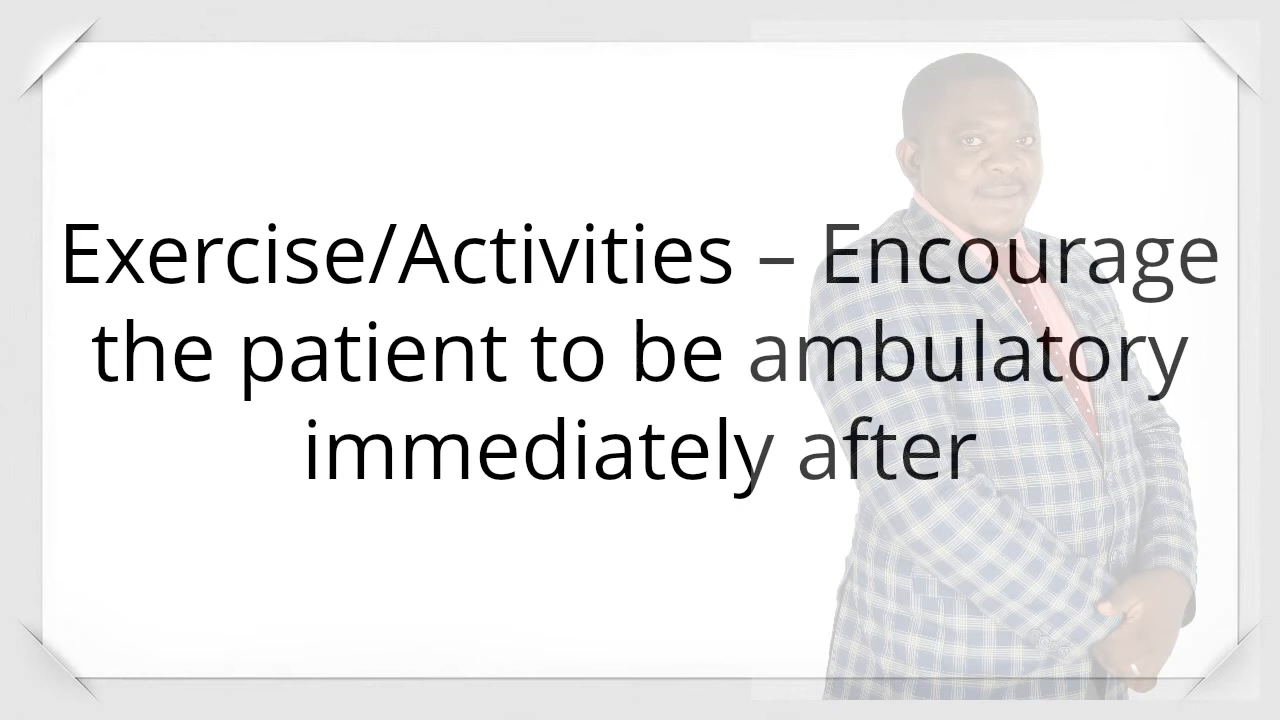 Exercise/Activities – Encourage
the patient to be ambulatory
immediately after